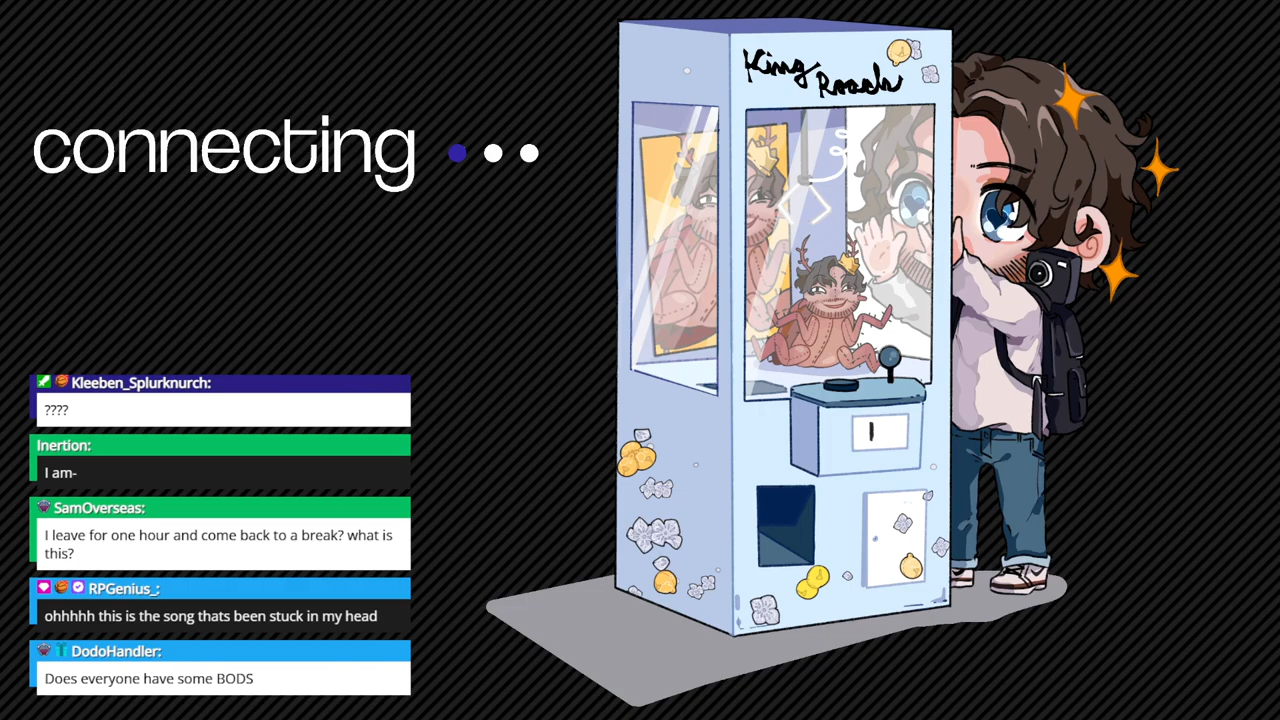 connecting
King
Roach
Kleeben_Splurknurch:
????
Inertion:
I am-
SamOverseas:
I leave for one hour and come back to a break? what is
this?
RPGenius_:
ohhhhh this is the song thats been stuck in my head
DodoHandler:
Does everyone have some BODS